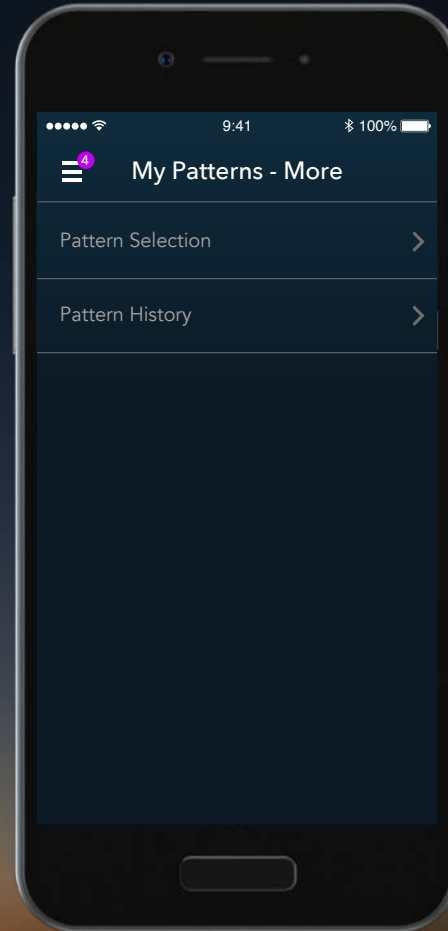 9:41
100%
4
My Patterns - More
Pattern Selection
Pattern History